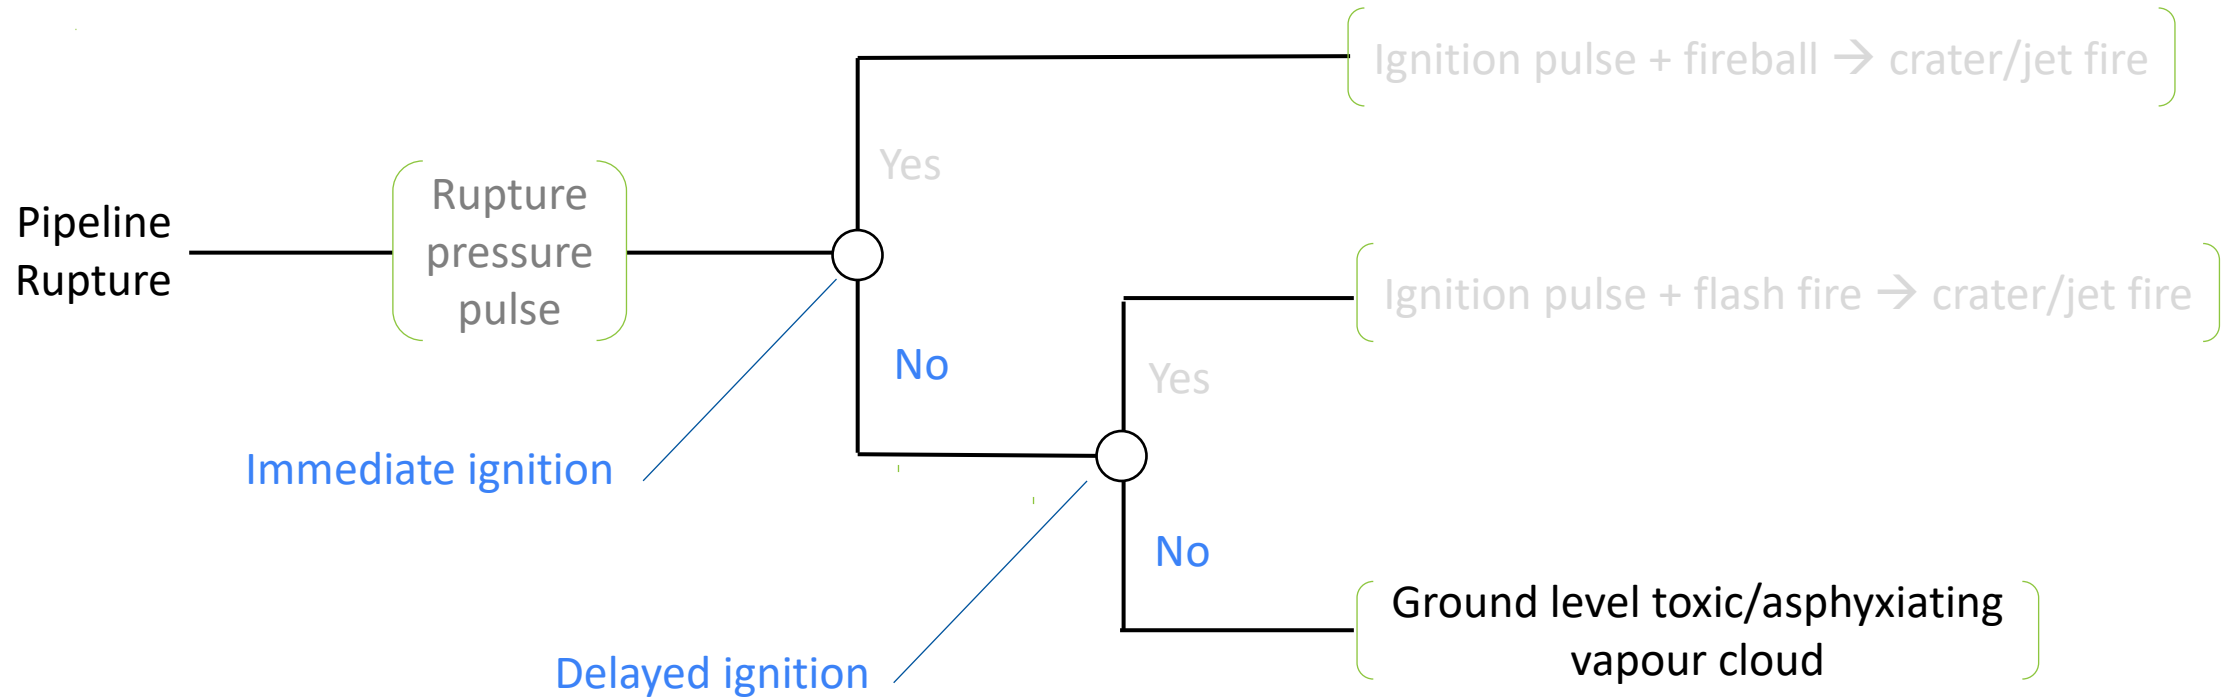 Ignition pulse + fireball → crater/jet fire
Yes
Rupture
pressure
pulse
Pipeline
Rupture
Ignition pulse + flash fire → crater/jet fire
No
Yes
Immediate ignition
No
Ground level toxic/asphyxiating
vapour cloud
Delayed ignition